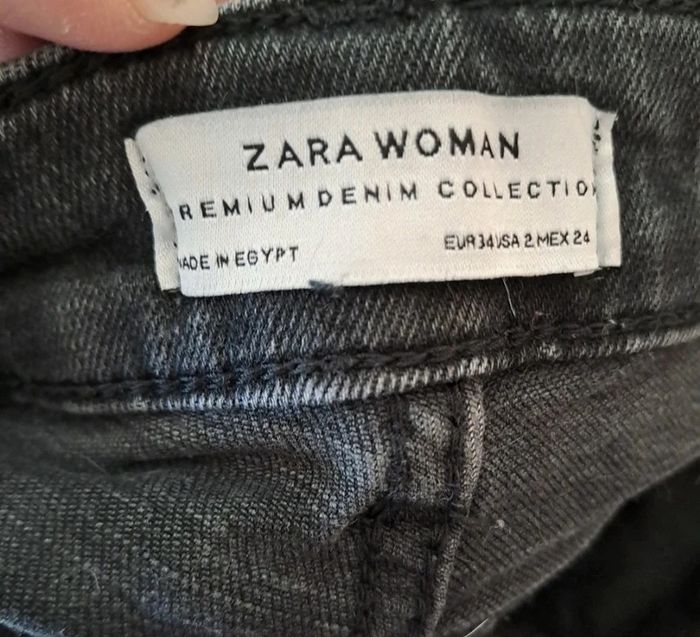 ZARA WOMAN
REMIUM DENIM COLLECTIO
ADE IN EGYPT
EUR 34 USA 2 MEX 24